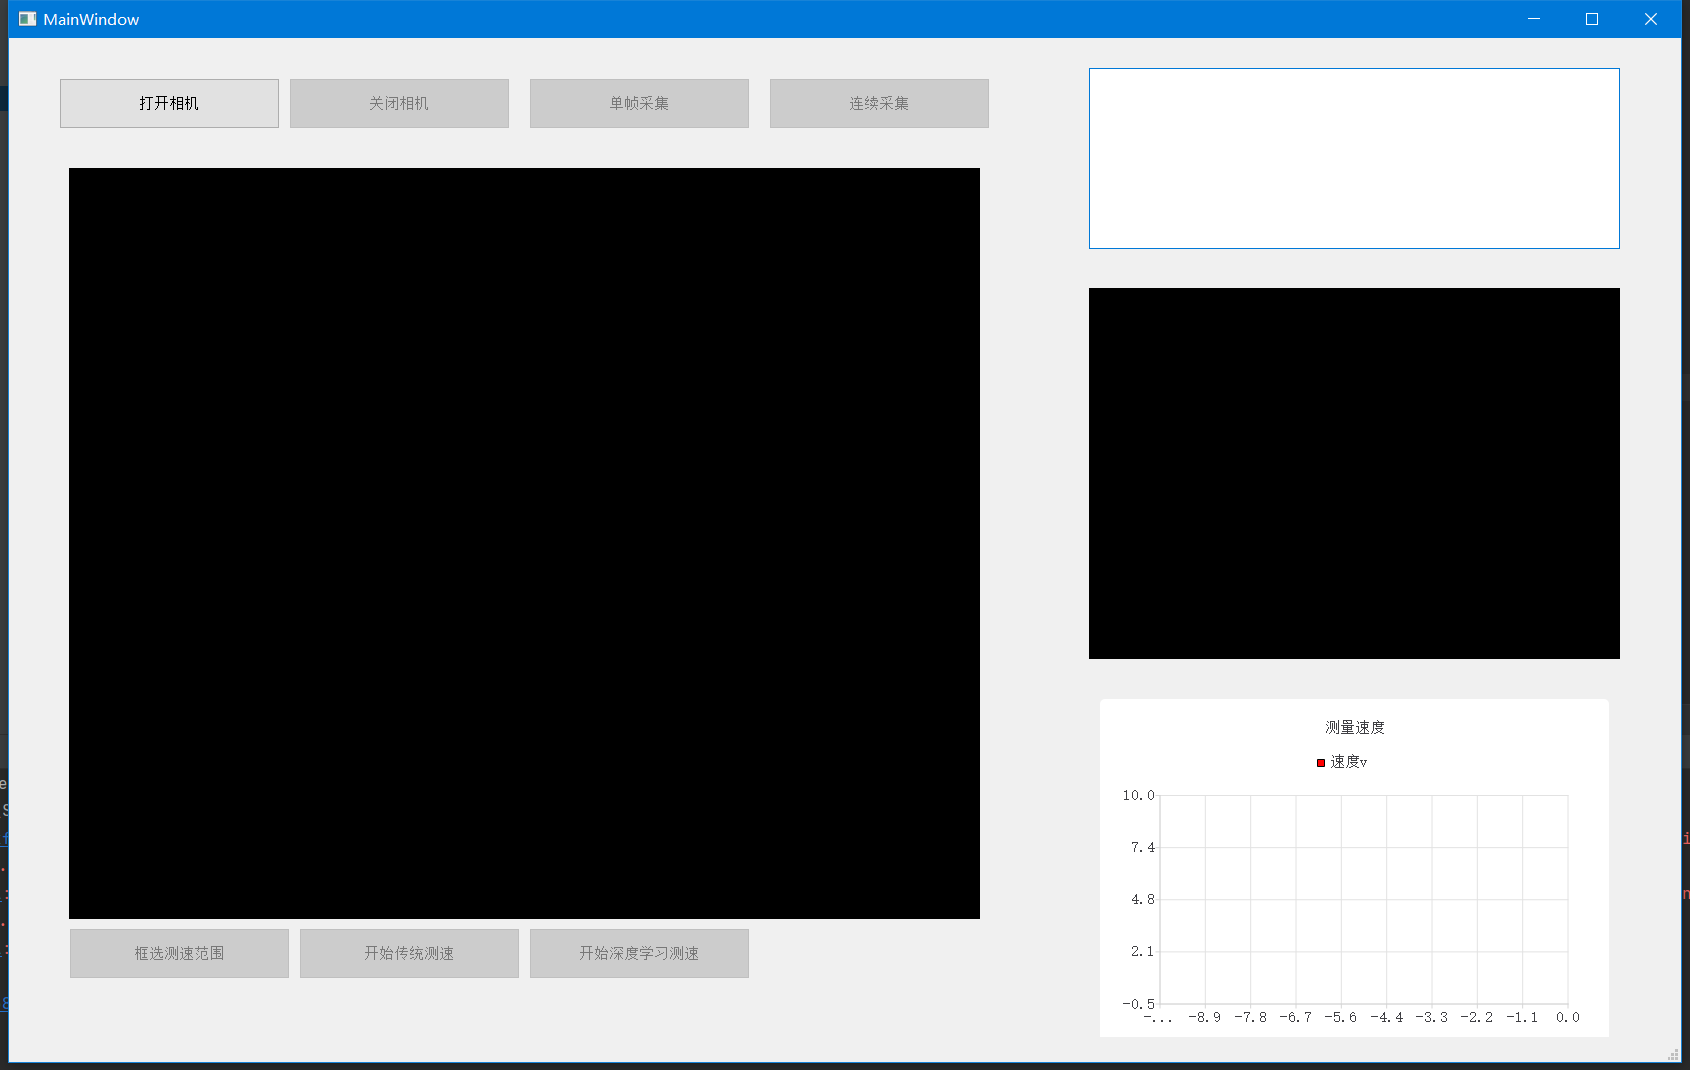 MainWindow
打开相机
关闭相机
单帧采集
连续采集
测量速度
速度v
10.0
7.4
4.8
2.1
-0.5
-... -8.9 -7.8 -6.7 -5.6 -4.4 -3.3 -2.2 -1.1 0.0
框选测速范围
开始传统测速
开始深度学习测速